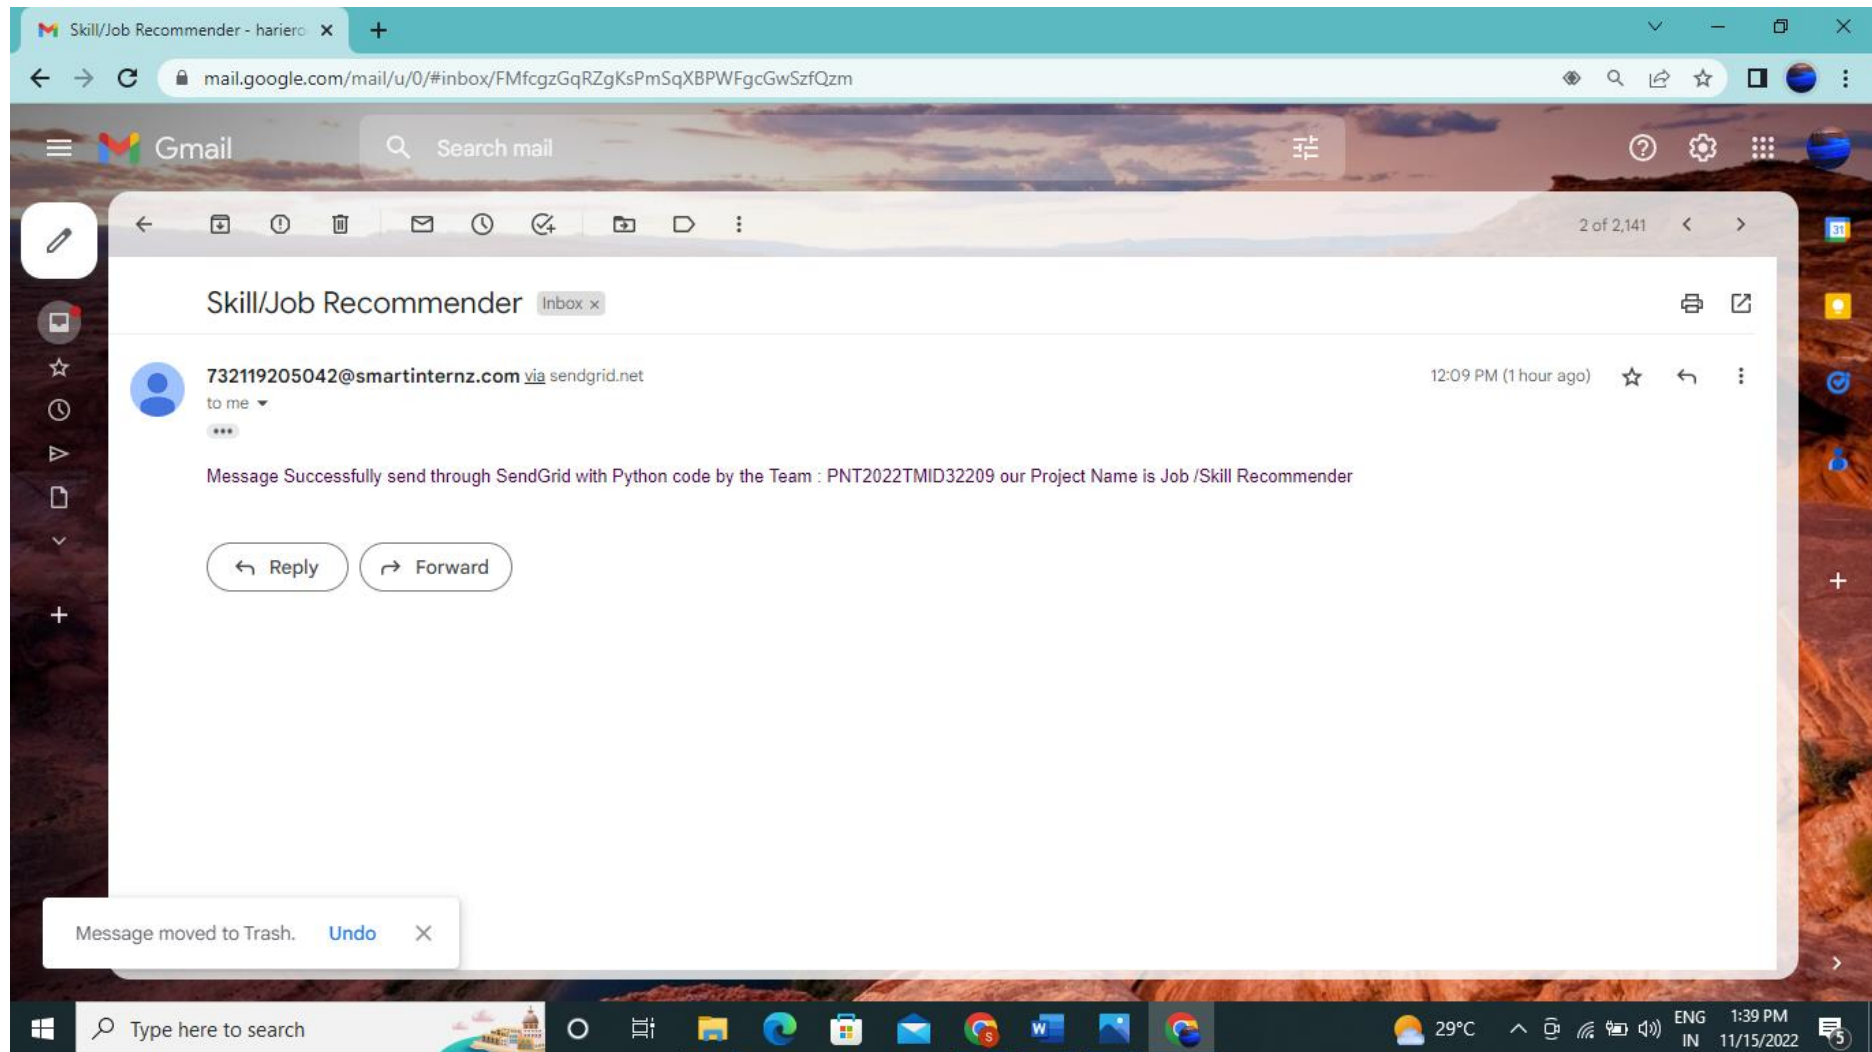 Skill/Job Recommender - hariero
mail.google.com/mail/u/0/#inbox/FMfcgzGqRZgKsPmSqXBPWFgcGwSzfQzm
Gmail
Search mail
2 of 2,141
31
Skill/Job Recommender Inbox ×
732119205042@smartinternz.com via sendgrid.net 12:09 PM (1 hour ago)
to me
Message Successfully send through SendGrid with Python code by the Team : PNT2022TMID32209 our Project Name is Job /Skill Recommender
Reply Forward
Message moved to Trash. Undo
Type here to search
S
W
29°C
ENG
IN
1:39 PM
11/15/2022
5